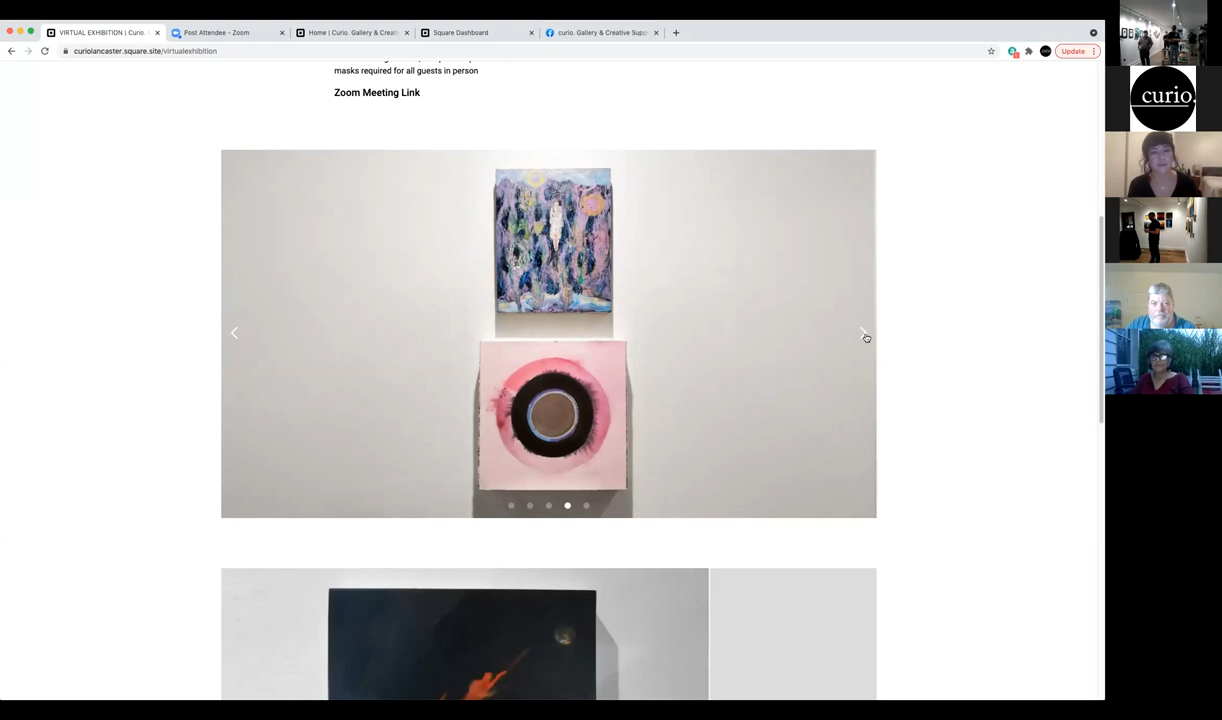 VIRTUAL EXHIBITION | Curio.
Post Attendee - Zoom
Home | Curio. Gallery & Creati
Square Dashboard
curio. Gallery & Creative Supp
curiolancaster.square.site/virtualexhibition
Update
masks required for all guests in person
Zoom Meeting Link
curio.